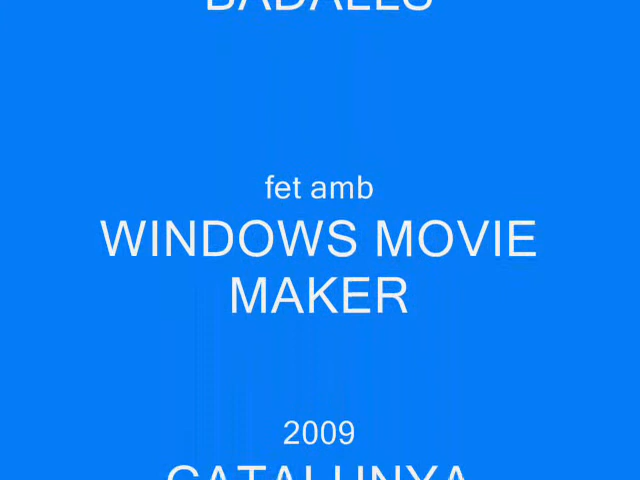 BADALLS
fet amb
WINDOWS MOVIE
MAKER
2009
CATALUNYA